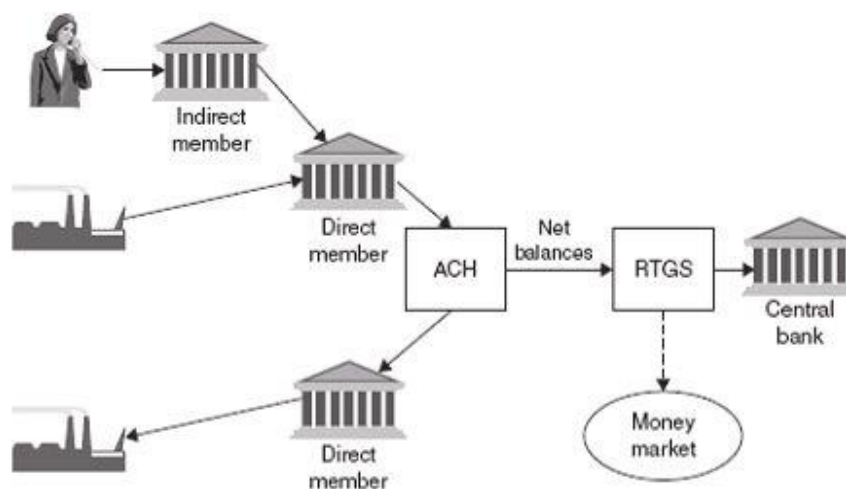 Indirect
member
Direct
member
ACH
Net
balances
RTGS
Central
bank
Direct
member
Money
market